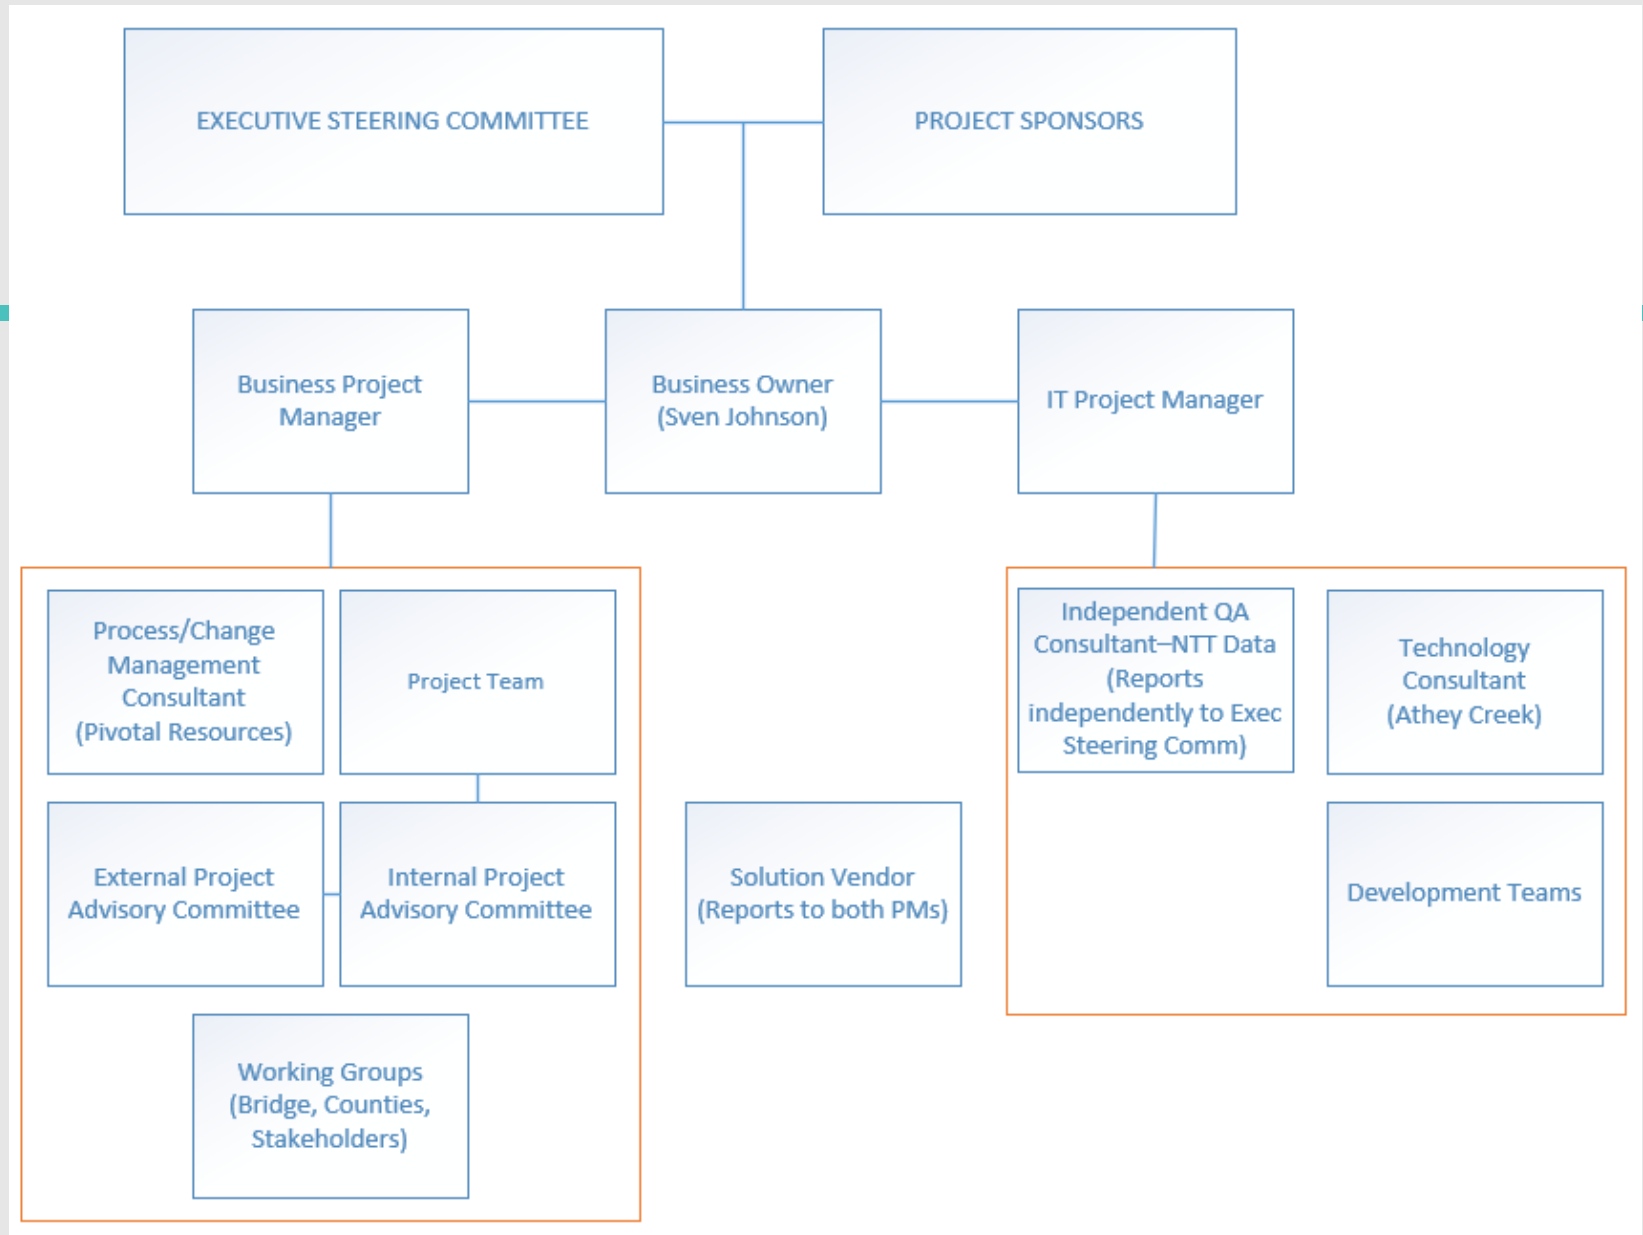 EXECUTIVE STEERING COMMITTEE
PROJECT SPONSORS
Business Project
Manager
Business Owner
(Sven Johnson)
IT Project Manager
Process/Change
Management
Consultant
(Pivotal Resources)
Project Team
Independent QA
Consultant–NTT Data
(Reports
independently to Exec
Steering Comm)
Technology
Consultant
(Athey Creek)
External Project
Advisory Committee
Internal Project
Advisory Committee
Solution Vendor
(Reports to both PMs)
Development Teams
Working Groups
(Bridge, Counties,
Stakeholders)